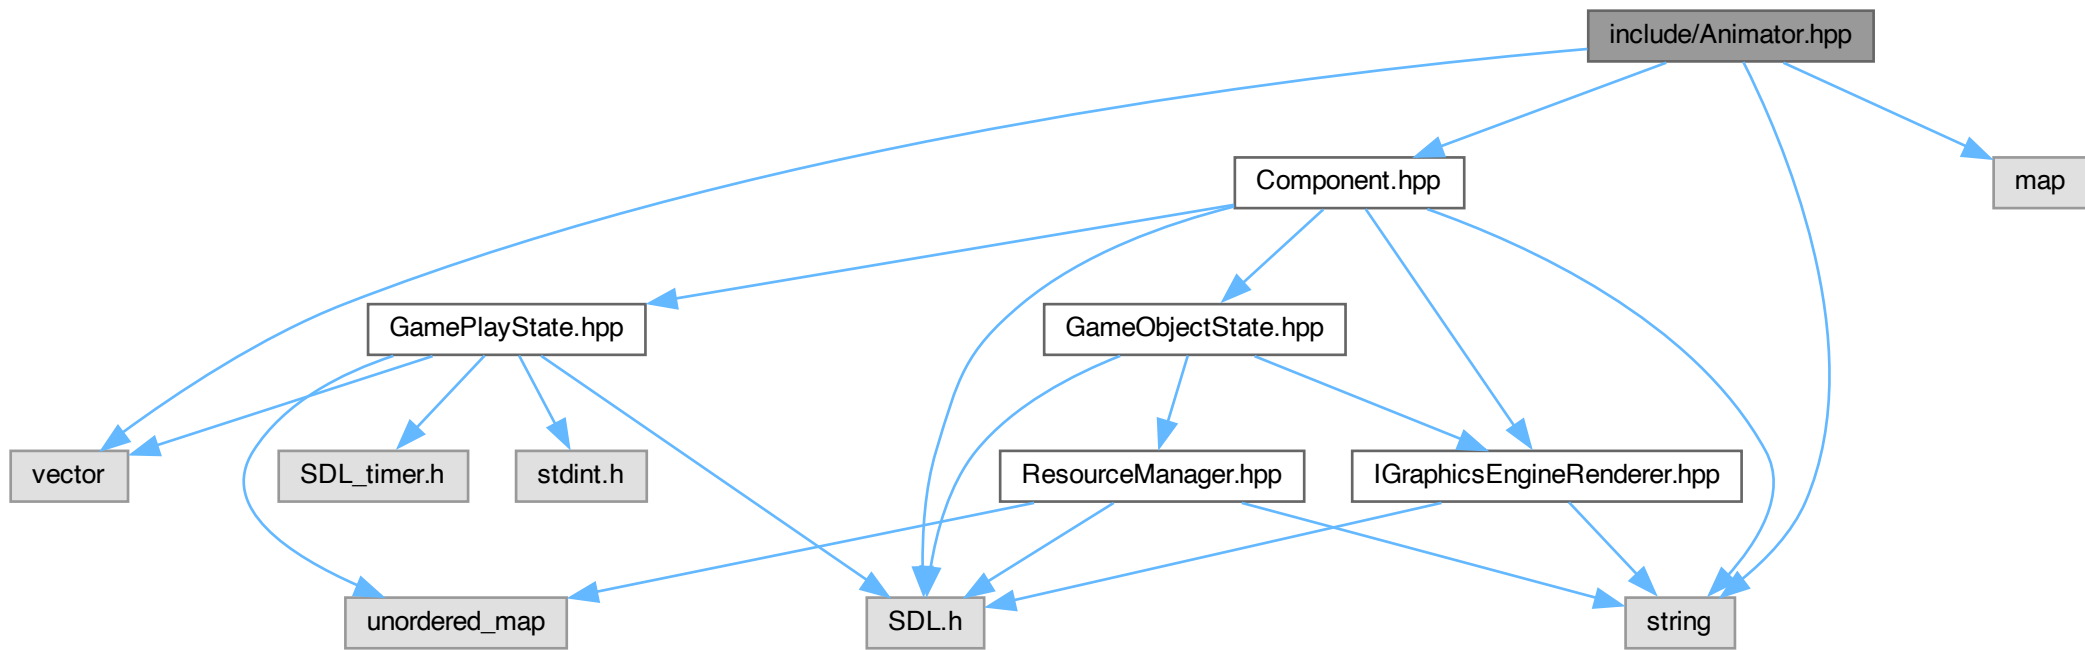 include/Animator.hpp
Component.hpp
map
GamePlayState.hpp
GameObjectState.hpp
vector
SDL_timer.h
stdint.h
ResourceManager.hpp
IGraphicsEngineRenderer.hpp
unordered_map
SDL.h
string